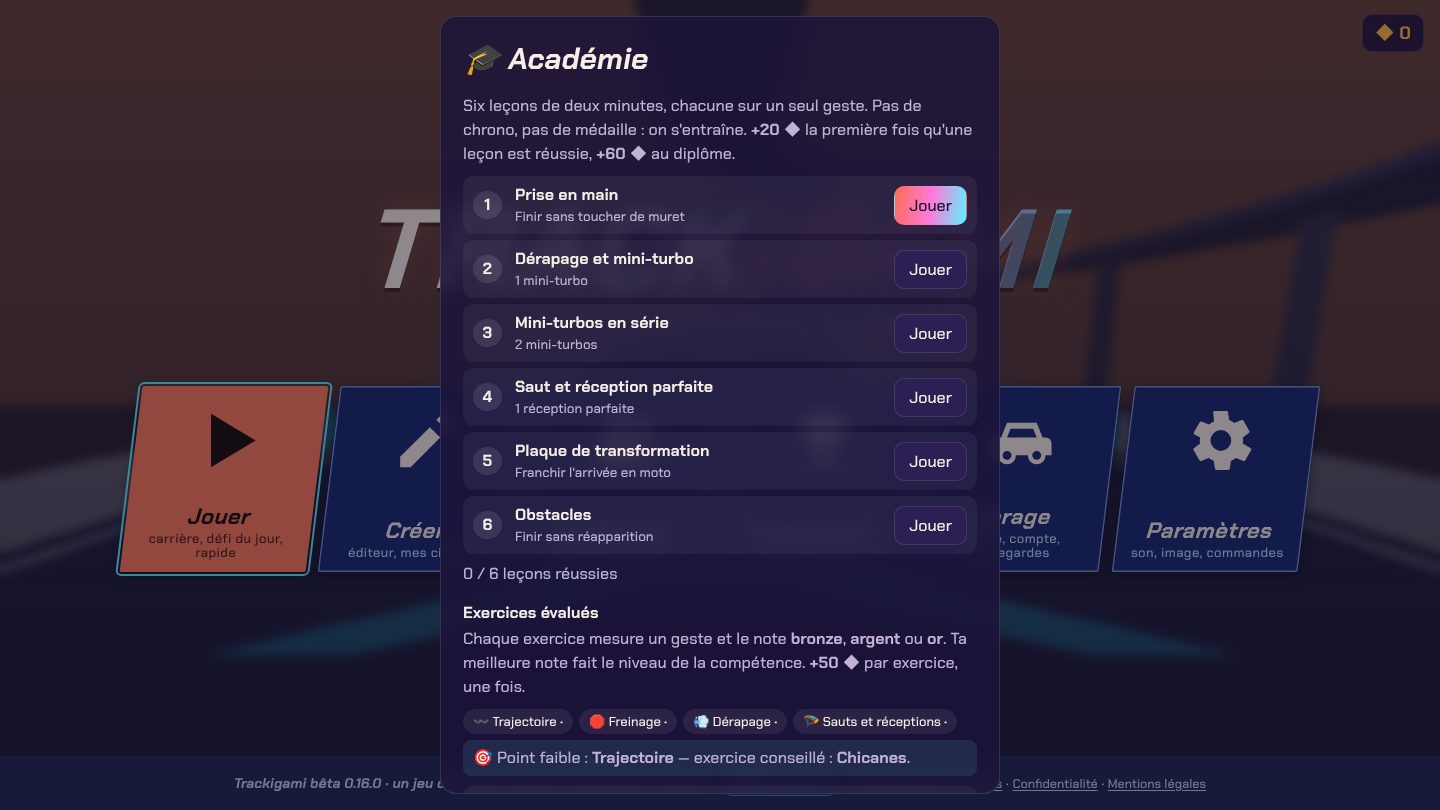 ◆ 0
🎓 Académie
Six leçons de deux minutes, chacune sur un seul geste. Pas de
chrono, pas de médaille : on s'entraîne. +20 ◆ la première fois qu'une
leçon est réussie, +60 ◆ au diplôme.
1 Prise en main
Finir sans toucher de muret
Jouer
2 Dérapage et mini-turbo
1 mini-turbo
Jouer
3 Mini-turbos en série
2 mini-turbos
Jouer
4 Saut et réception parfaite
1 réception parfaite
Jouer
5 Plaque de transformation
Franchir l'arrivée en moto
Jouer
6 Obstacles
Finir sans réapparition
Jouer
0 / 6 leçons réussies
Exercices évalués
Chaque exercice mesure un geste et le note bronze, argent ou or. Ta
meilleure note fait le niveau de la compétence. +50 ◆ par exercice,
une fois.
〰️ Trajectoire · 🛑 Freinage · 💨 Dérapage · 🪂 Sauts et réceptions ·
🎯 Point faible : Trajectoire — exercice conseillé : Chicanes.
Jouer
carrière, défi du jour,
rapide
Créer
éditeur, mes
compte,
Paramètres
son, image, commandes
Trackigami bêta 0.16.0 · un jeu
· Confidentialité · Mentions légales